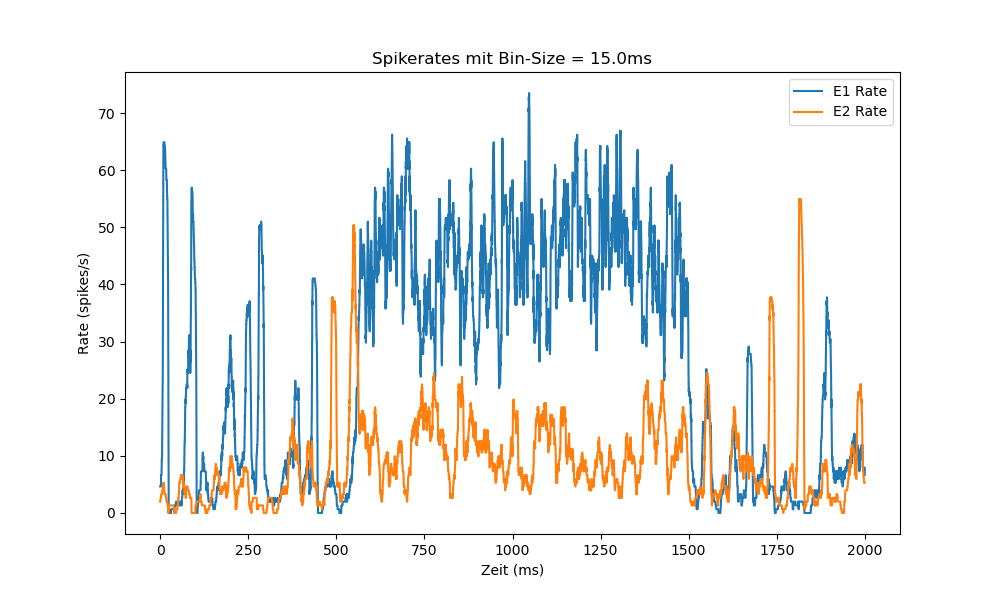 Spikerates mit Bin-Size = 15.0ms
E1 Rate
E2 Rate
70
60
50
40
30
20
10
0
Rate (spikes/s)
0 250 500 750 1000 1250 1500 1750 2000
Zeit (ms)